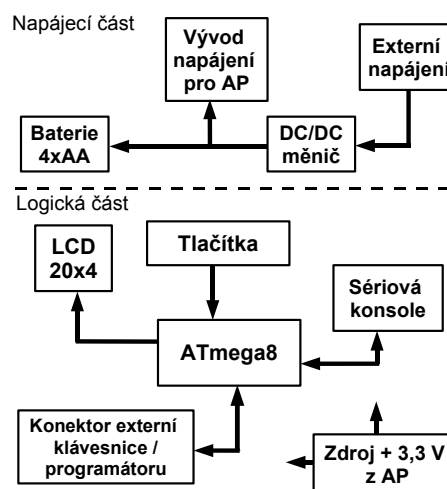 Napájecí část
Vývod
napájení
pro AP
Externí
napájení
Baterie
4xAA
DC/DC
měnič
Logická část
LCD
20x4
Tlačítka
Sériová
konsole
ATmega8
Konektor externí
klávesnice /
programátoru
Zdroj + 3,3 V
z AP